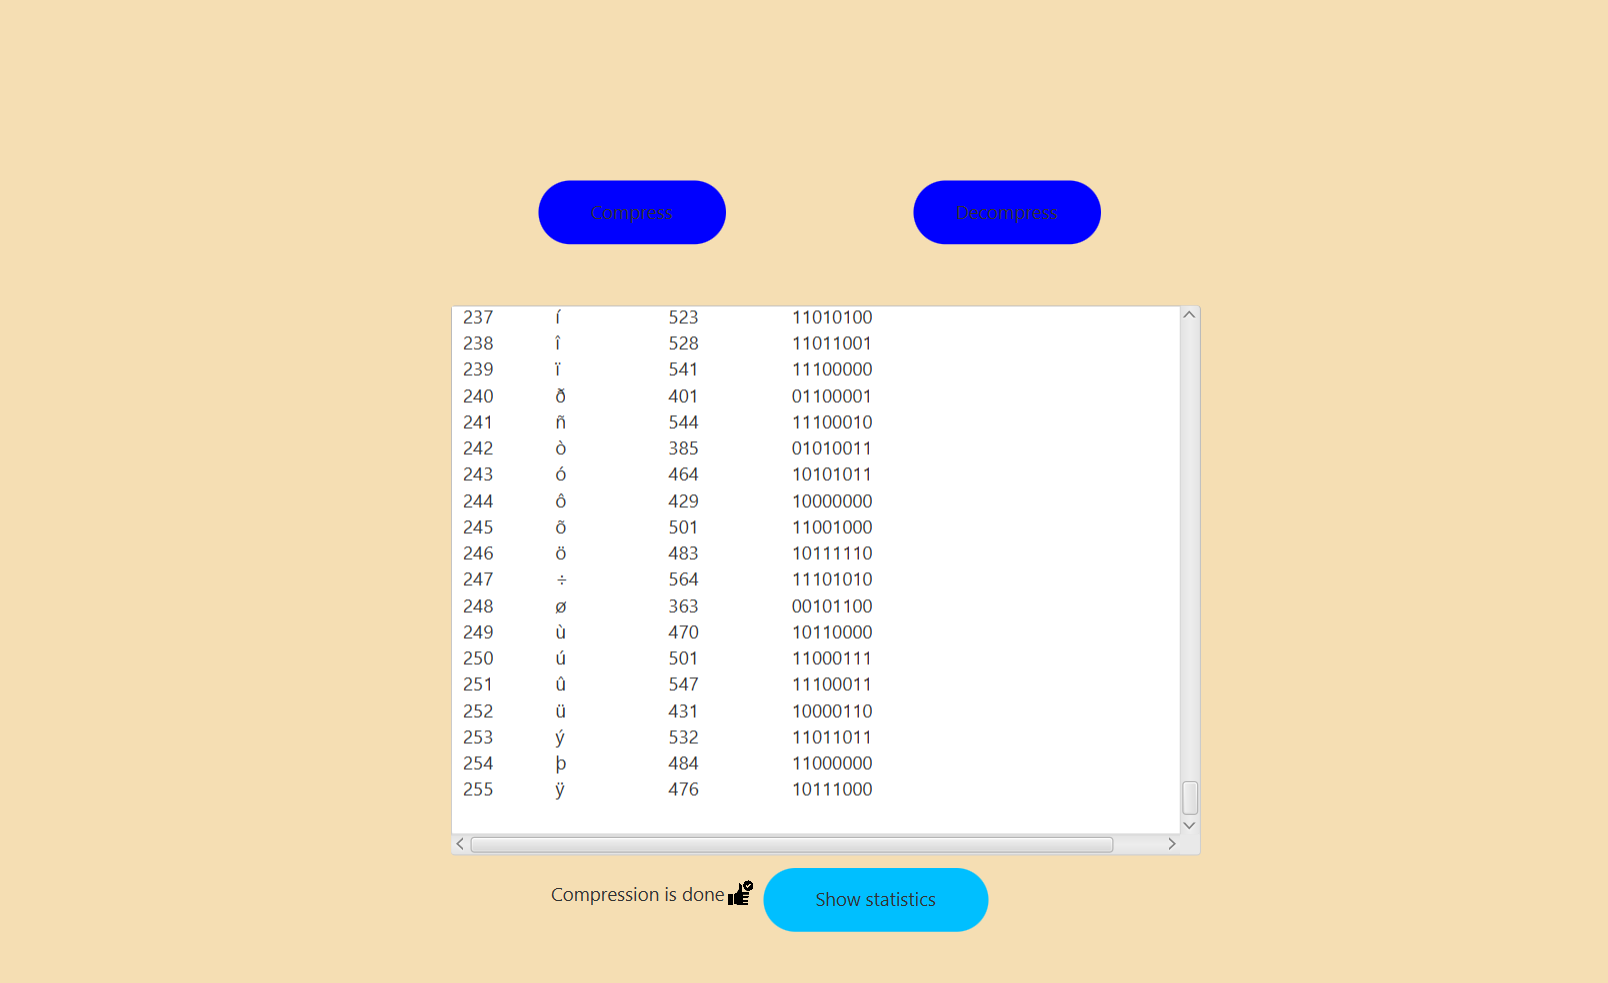 Compress Decompress
237 í 523 11010100
238 î 528 11011001
239 ï 541 11100000
240 ð 401 01100001
241 ñ 544 11100010
242 ò 385 01010011
243 ó 464 10101011
244 ô 429 10000000
245 õ 501 11001000
246 ö 483 10111110
247 ÷ 564 11101010
248 ø 363 00101100
249 ù 470 10110000
250 ú 501 11000111
251 û 547 11100011
252 ü 431 10000110
253 ý 532 11011011
254 þ 484 11000000
255 ÿ 476 10111000
Compression is done Show statistics